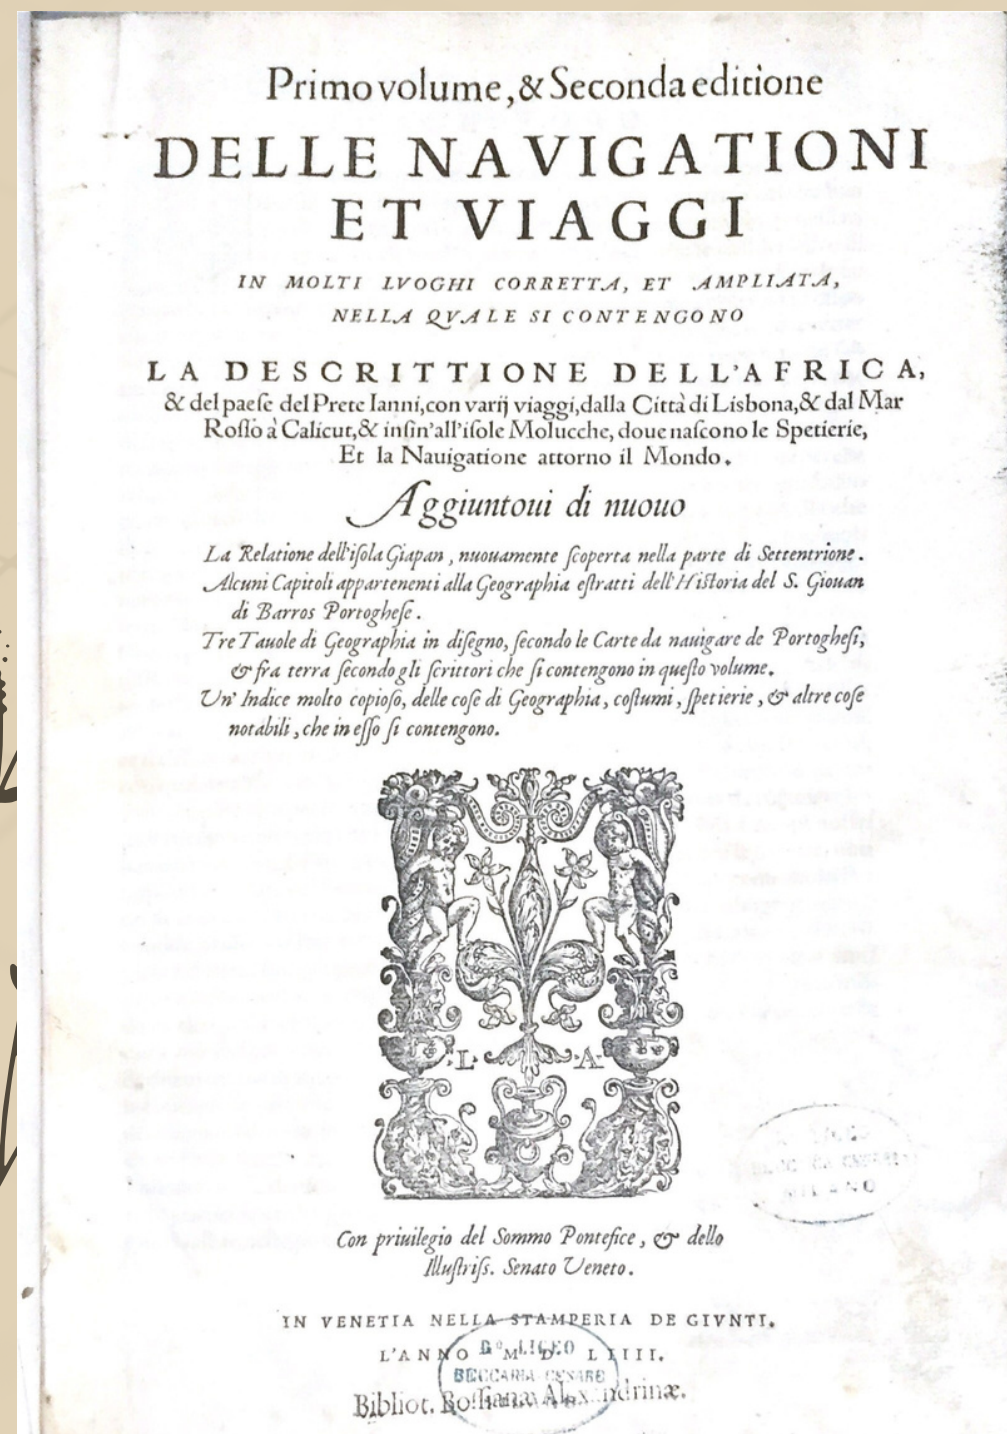 Primo volume, & Seconda editione
DELLE NAVIGATIONI
ET VIAGGI
IN MOLTI LVOGHI CORRETTA, ET AMPLIATA,
NELLA QVALE SI CONTENGONO
LA DESCRITTIONE DELL'AFRICA,
& del paeſe del Prete Ianni, con varij viaggi, dalla Città di Lisbona, & dal Mar
Roſſo à Calicut, & inſin'all'iſole Molucche, doue naſcono le Spetierie,
Et la Nauigatione attorno il Mondo.
Aggiuntoui di nuouo
La Relatione dell'iſola Giapan, nuouamente ſcoperta nella parte di Settentrione.
Alcuni Capitoli appartenenti alla Geographia eſtratti dell'Hiſtoria del S. Giouan
di Barros Portogheſe.
Tre Tauole di Geographia in diſegno, ſecondo le Carte da nauigare de Portogheſi,
& fra terra ſecondo gli ſcrittori che ſi contengono in queſto volume.
Un' Indice molto copioſo, delle coſe di Geographia, coſtumi, ſpetierie, & altre coſe
notabili, che in eſſo ſi contengono.
L A
Con priuilegio del Sommo Pontefice, & dello
Illuſtriſs. Senato Veneto.
IN VENETIA NELLA STAMPERIA DE GIVNTI.
L'ANNO M D LIIII.
LICEO
BECCARIA CESARE
MILANO
Bibliot. Roſſiana Alexandrinæ.